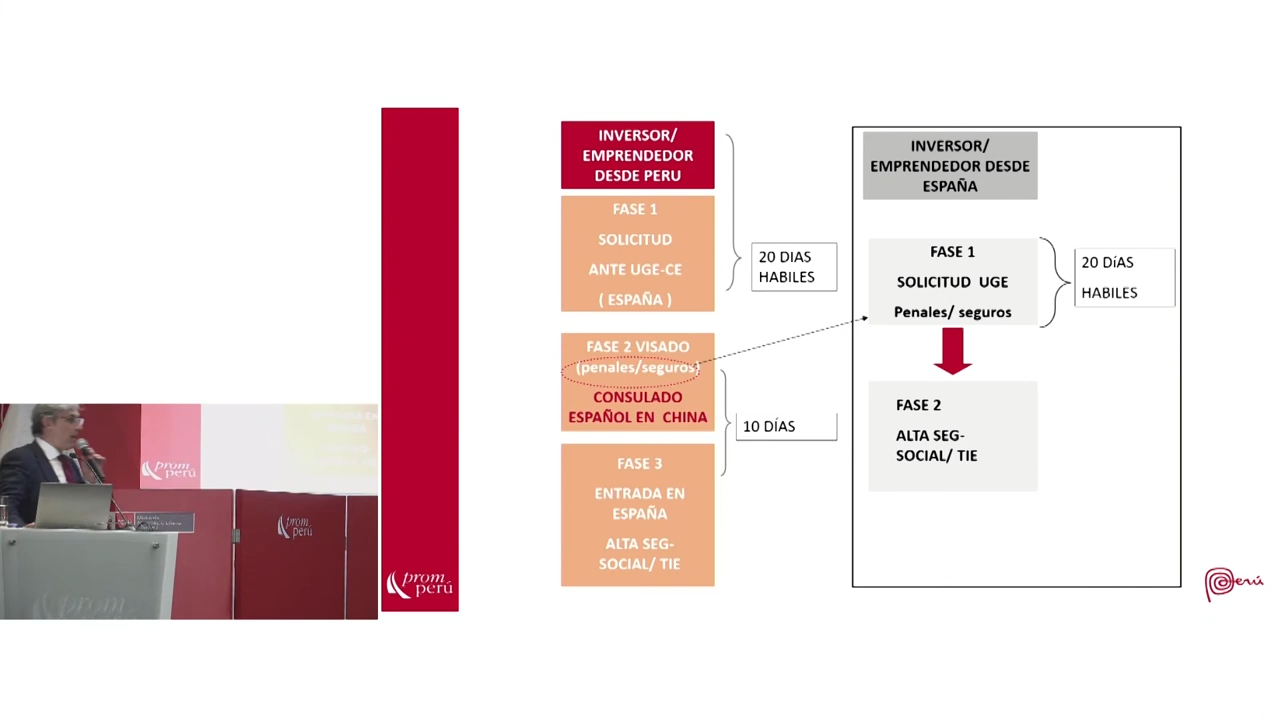 INVERSOR/
EMPRENDEDOR
DESDE PERU
FASE 1
SOLICITUD
ANTE UGE-CE
( ESPAÑA )
20 DIAS
HABILES
FASE 2 VISADO
(penales/seguros)
CONSULADO
ESPAÑOL EN CHINA
10 DÍAS
FASE 3
ENTRADA EN
ESPAÑA
ALTA SEG-
SOCIAL/ TIE
INVERSOR/
EMPRENDEDOR DESDE
ESPAÑA
FASE 1
SOLICITUD UGE
Penales/ seguros
20 DíAS
HABILES
FASE 2
ALTA SEG-
SOCIAL/ TIE
prom
perú
prom
perú
prom
perú
Perú